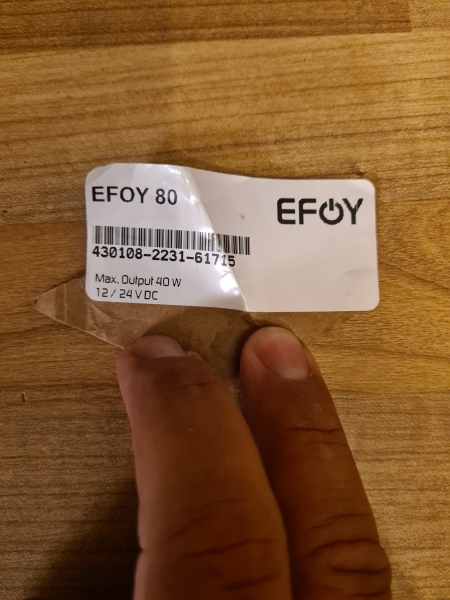 EFOY 80
EFOY
430108-2231-61715
Max. Output 40 W
12 / 24 V DC